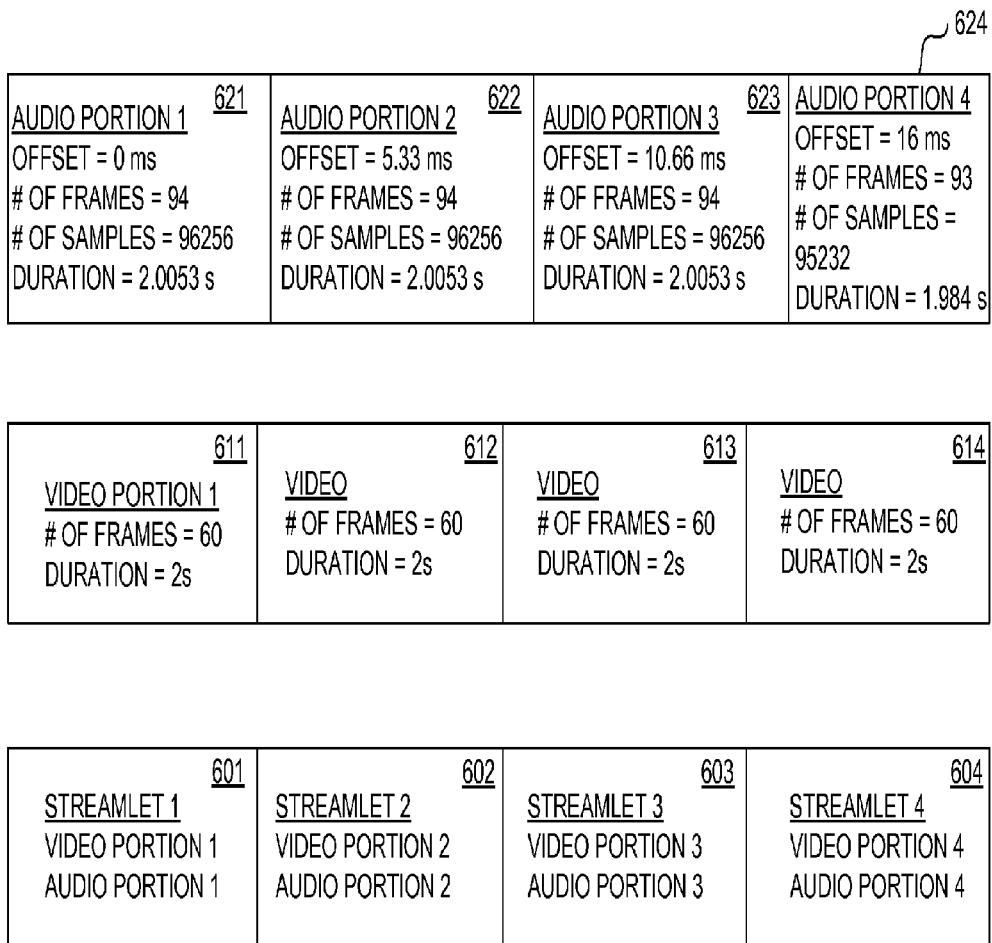 624
621
AUDIO PORTION 1
OFFSET = 0 ms
# OF FRAMES = 94
# OF SAMPLES = 96256
DURATION = 2.0053 s
622
AUDIO PORTION 2
OFFSET = 5.33 ms
# OF FRAMES = 94
# OF SAMPLES = 96256
DURATION = 2.0053 s
623
AUDIO PORTION 3
OFFSET = 10.66 ms
# OF FRAMES = 94
# OF SAMPLES = 96256
DURATION = 2.0053 s
AUDIO PORTION 4
OFFSET = 16 ms
# OF FRAMES = 93
# OF SAMPLES =
95232
DURATION = 1.984 s
611
VIDEO PORTION 1
# OF FRAMES = 60
DURATION = 2s
612
VIDEO
# OF FRAMES = 60
DURATION = 2s
613
VIDEO
# OF FRAMES = 60
DURATION = 2s
614
VIDEO
# OF FRAMES = 60
DURATION = 2s
601
STREAMLET 1
VIDEO PORTION 1
AUDIO PORTION 1
602
STREAMLET 2
VIDEO PORTION 2
AUDIO PORTION 2
603
STREAMLET 3
VIDEO PORTION 3
AUDIO PORTION 3
604
STREAMLET 4
VIDEO PORTION 4
AUDIO PORTION 4